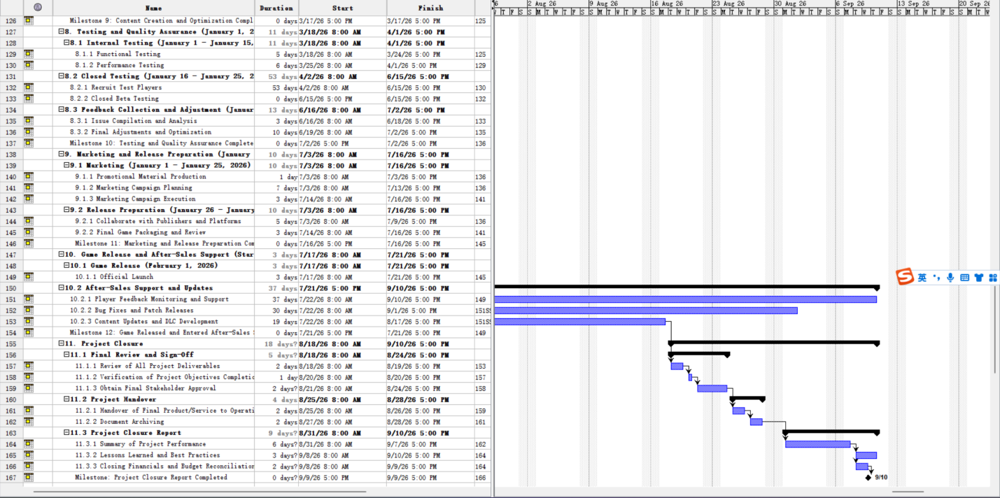 Name Duration Start Finish
6 2 Aug 26 9 Aug 26 16 Aug 26 23 Aug 26 30 Aug 26 6 Sep 26 13 Sep 26 20 Sep 26
126 Milestone 9: Content Creation and Optimization Compl 0 days 3/17/26 5:00 PM 3/17/26 5:00 PM 125
127 8. Testing and Quality Assurance (January 1, 2 11 days 3/18/26 8:00 AM 4/1/26 5:00 PM
128 8.1 Internal Testing (January 1 - January 15, 11 days 3/18/26 8:00 AM 4/1/26 5:00 PM
129 8.1.1 Functional Testing 5 days 3/18/26 8:00 AM 3/24/26 5:00 PM 125
130 8.1.2 Performance Testing 6 days 3/25/26 8:00 AM 4/1/26 5:00 PM 129
131 8.2 Closed Testing (January 16 - January 25, 2 53 days 4/2/26 8:00 AM 6/15/26 5:00 PM
132 8.2.1 Recruit Test Players 53 days 4/2/26 8:00 AM 6/15/26 5:00 PM 130
133 8.2.2 Closed Beta Testing 0 days 6/15/26 5:00 PM 6/15/26 5:00 PM 132
134 8.3 Feedback Collection and Adjustment (Januar 13 days 6/16/26 8:00 AM 7/2/26 5:00 PM
135 8.3.1 Issue Compilation and Analysis 3 days 6/16/26 8:00 AM 6/18/26 5:00 PM 133
136 8.3.2 Final Adjustments and Optimization 10 days 6/19/26 8:00 AM 7/2/26 5:00 PM 135
137 Milestone 10: Testing and Quality Assurance Complete 0 days 7/2/26 5:00 PM 7/2/26 5:00 PM 136
138 9. Marketing and Release Preparation (January 10 days 7/3/26 8:00 AM 7/16/26 5:00 PM
139 9.1 Marketing (January 1 - January 25, 2026) 10 days 7/3/26 8:00 AM 7/16/26 5:00 PM
140 9.1.1 Promotional Material Production 1 day 7/3/26 8:00 AM 7/3/26 5:00 PM 136
141 9.1.2 Marketing Campaign Planning 7 days 7/3/26 8:00 AM 7/13/26 5:00 PM 136
142 9.1.3 Marketing Campaign Execution 3 days 7/14/26 8:00 AM 7/16/26 5:00 PM 141
143 9.2 Release Preparation (January 26 - January 10 days 7/3/26 8:00 AM 7/16/26 5:00 PM
144 9.2.1 Collaborate with Publishers and Platforms 5 days 7/3/26 8:00 AM 7/9/26 5:00 PM 136
145 9.2.2 Final Game Packaging and Review 3 days 7/14/26 8:00 AM 7/16/26 5:00 PM 141
146 Milestone 11: Marketing and Release Preparation Com 0 days 7/16/26 5:00 PM 7/16/26 5:00 PM 145
147 10. Game Release and After-Sales Support (Star 3 days 7/17/26 8:00 AM 7/21/26 5:00 PM
148 10.1 Game Release (February 1, 2026) 3 days 7/17/26 8:00 AM 7/21/26 5:00 PM
149 10.1.1 Official Launch 3 days 7/17/26 8:00 AM 7/21/26 5:00 PM 145
英
150 10.2 After-Sales Support and Updates 37 days 7/21/26 5:00 PM 9/10/26 5:00 PM
151 10.2.1 Player Feedback Monitoring and Support 37 days 7/22/26 8:00 AM 9/10/26 5:00 PM 149
152 10.2.2 Bug Fixes and Patch Releases 30 days 7/22/26 8:00 AM 9/1/26 5:00 PM 151SS
153 10.2.3 Content Updates and DLC Development 19 days 7/22/26 8:00 AM 8/17/26 5:00 PM 151SS
154 Milestone 12: Game Released and Entered After-Sales 0 days 7/21/26 5:00 PM 7/21/26 5:00 PM 149
155 11. Project Closure 18 days? 8/18/26 8:00 AM 9/10/26 5:00 PM
156 11.1 Final Review and Sign-Off 5 days? 8/18/26 8:00 AM 8/24/26 5:00 PM
157 11.1.1 Review of All Project Deliverables 2 days 8/18/26 8:00 AM 8/19/26 5:00 PM 153
158 11.1.2 Verification of Project Objectives Completic 1 day 8/20/26 8:00 AM 8/20/26 5:00 PM 157
159 11.1.3 Obtain Final Stakeholder Approval 2 days? 8/21/26 8:00 AM 8/24/26 5:00 PM 158
160 11.2 Project Handover 4 days 8/25/26 8:00 AM 8/28/26 5:00 PM
161 11.2.1 Handover of Final Product/Service to Operati 2 days 8/25/26 8:00 AM 8/26/26 5:00 PM 159
162 11.2.2 Document Archiving 2 days 8/27/26 8:00 AM 8/28/26 5:00 PM 161
163 11.3 Project Closure Report 9 days? 8/31/26 8:00 AM 9/10/26 5:00 PM
164 11.3.1 Summary of Project Performance 6 days? 8/31/26 8:00 AM 9/7/26 5:00 PM 162
165 11.3.2 Lessons Learned and Best Practices 3 days? 9/8/26 8:00 AM 9/10/26 5:00 PM 164
166 11.3.3 Closing Financials and Budget Reconciliation 2 days? 9/8/26 8:00 AM 9/9/26 5:00 PM 164
167 Milestone: Project Closure Report Completed 0 days? 9/9/26 5:00 PM 9/9/26 5:00 PM 166 9/10